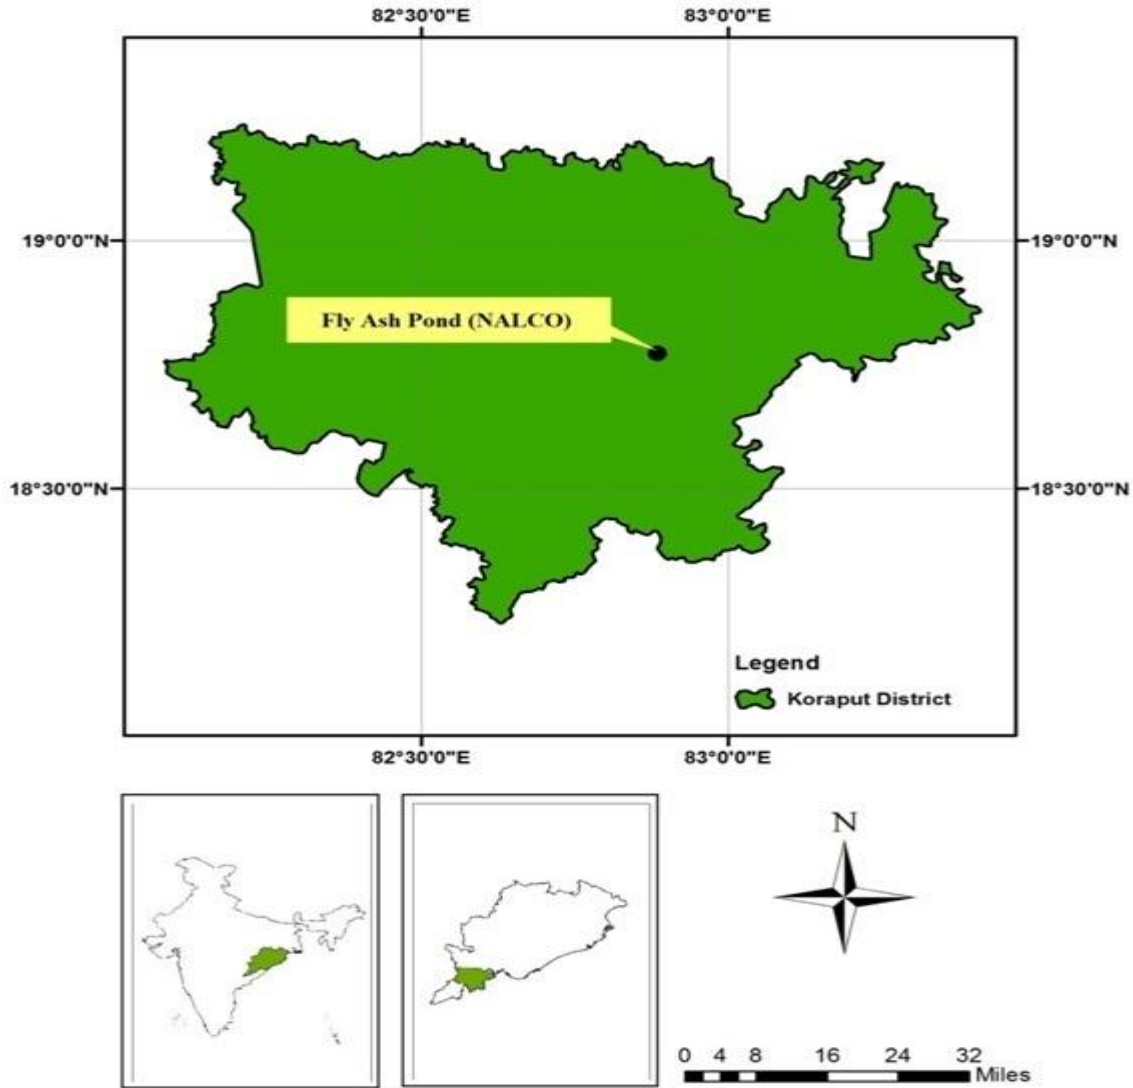 82°30'0"E 83°0'0"E
19°0'0"N 19°0'0"N
Fly Ash Pond (NALCO)
18°30'0"N 18°30'0"N
Legend
Koraput District
82°30'0"E 83°0'0"E
N
0 4 8 16 24 32
Miles